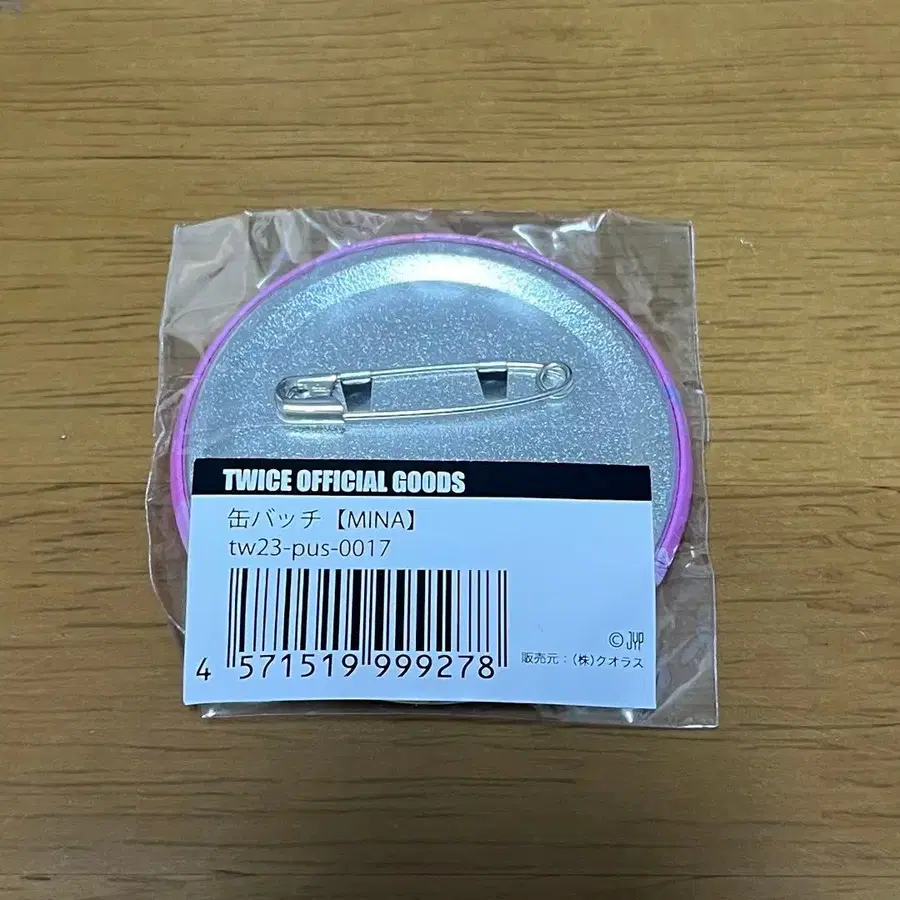 TWICE OFFICIAL GOODS
缶バッチ【MINA】
tw23-pus-0017
4 571519 999278
© JYP
販売元：(株)クオラス